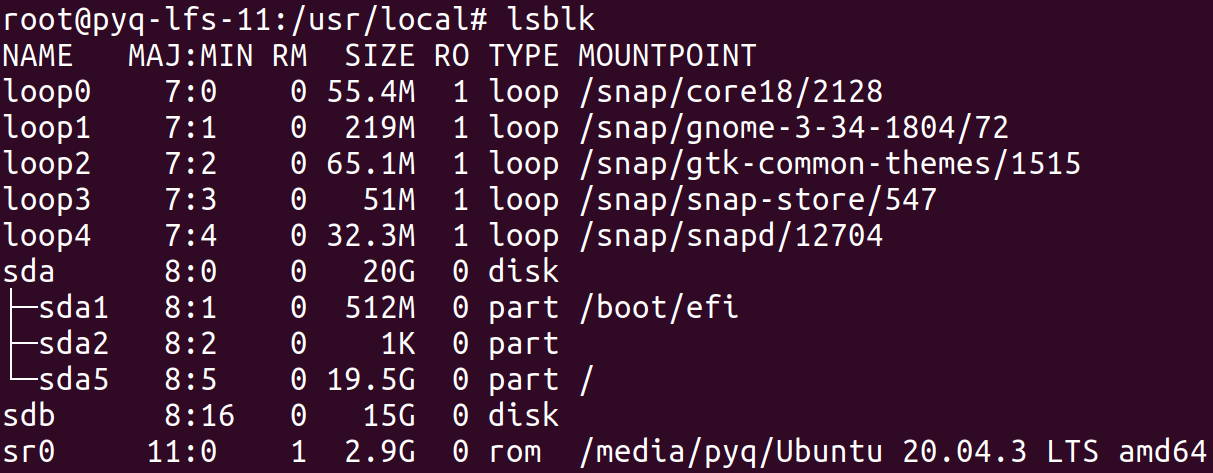 root@pyq-lfs-11:/usr/local# lsblk
NAME   MAJ:MIN RM   SIZE RO TYPE MOUNTPOINT
loop0    7:0    0  55.4M  1 loop /snap/core18/2128
loop1    7:1    0   219M  1 loop /snap/gnome-3-34-1804/72
loop2    7:2    0  65.1M  1 loop /snap/gtk-common-themes/1515
loop3    7:3    0    51M  1 loop /snap/snap-store/547
loop4    7:4    0  32.3M  1 loop /snap/snapd/12704
sda      8:0    0    20G  0 disk
├─sda1   8:1    0   512M  0 part /boot/efi
├─sda2   8:2    0     1K  0 part
└─sda5   8:5    0  19.5G  0 part /
sdb      8:16   0    15G  0 disk
sr0     11:0    1   2.9G  0 rom  /media/pyq/Ubuntu 20.04.3 LTS amd64